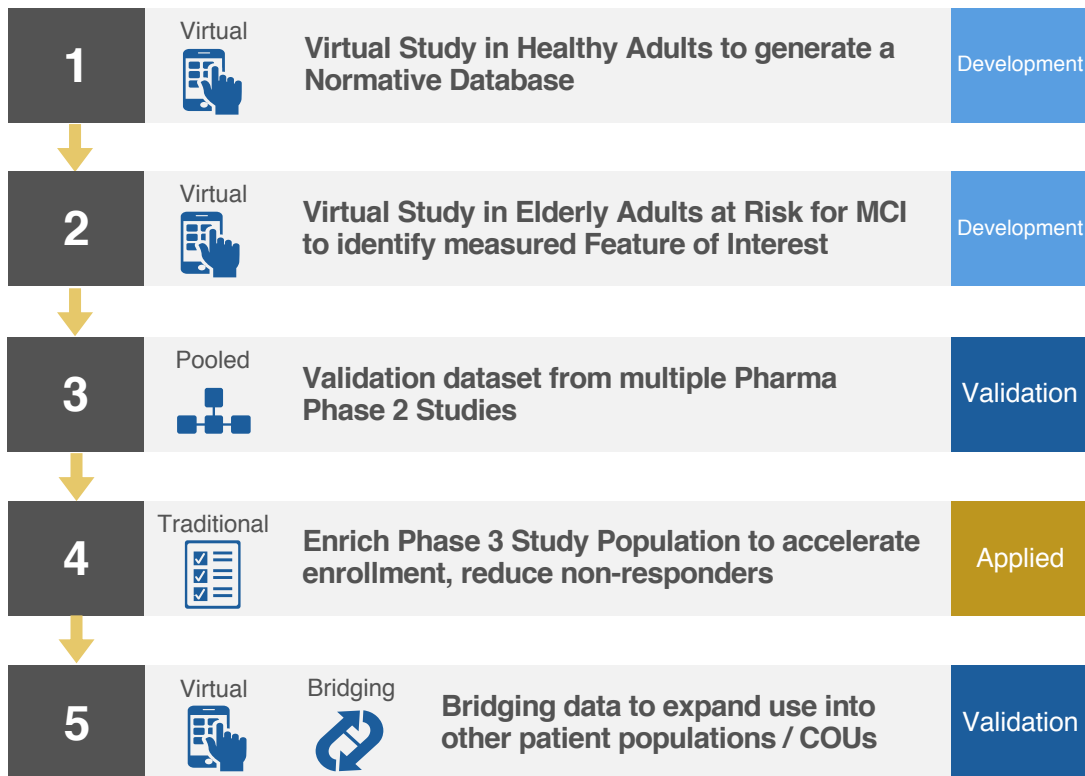 1
Virtual
Virtual Study in Healthy Adults to generate a
Normative Database
Development
2
Virtual
Virtual Study in Elderly Adults at Risk for MCI
to identify measured Feature of Interest
Development
3
Pooled
Validation dataset from multiple Pharma
Phase 2 Studies
Validation
4
Traditional
Enrich Phase 3 Study Population to accelerate
enrollment, reduce non-responders
Applied
5
Virtual
Bridging
Bridging data to expand use into
other patient populations / COUs
Validation